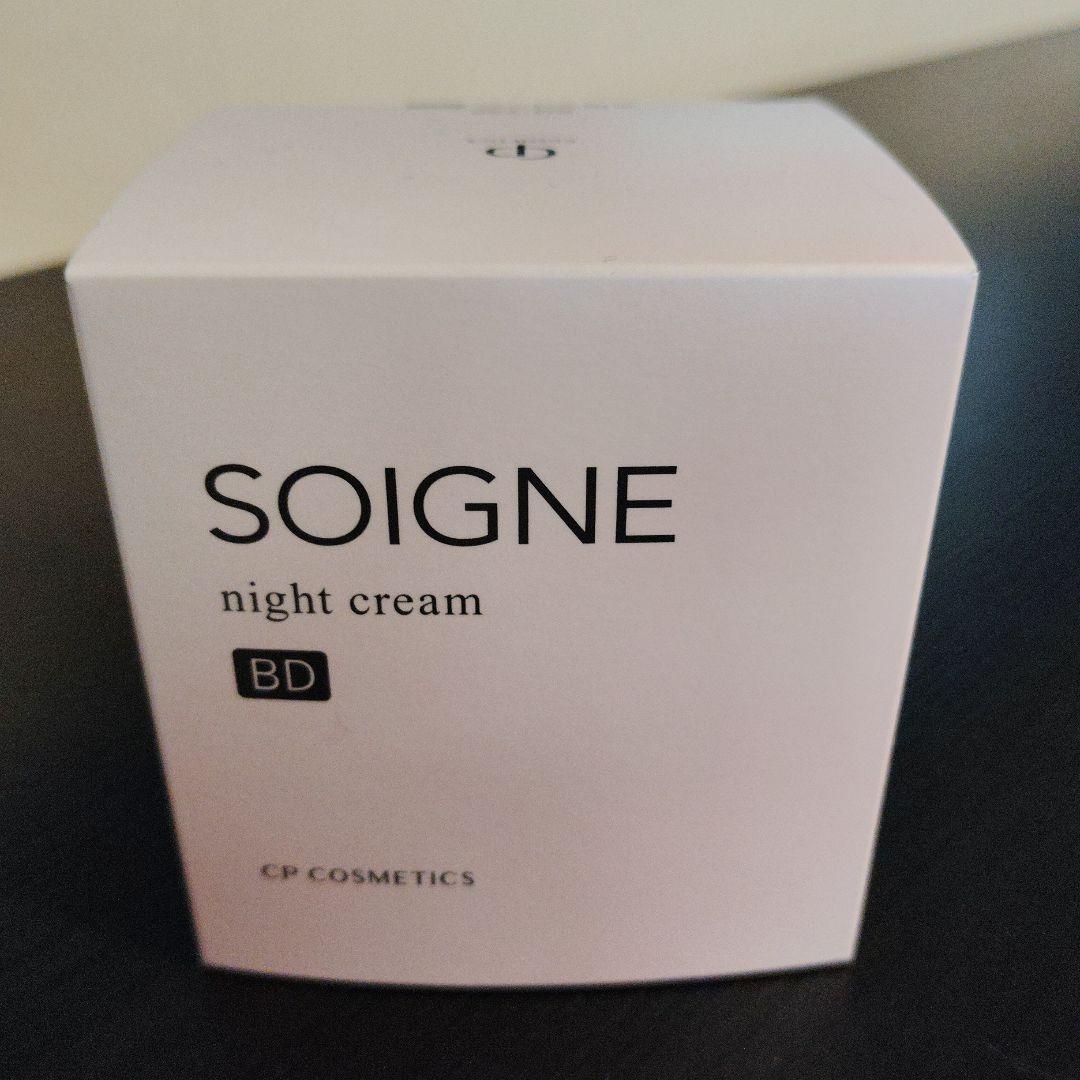 SOIGNE
night cream
BD
CP COSMETICS